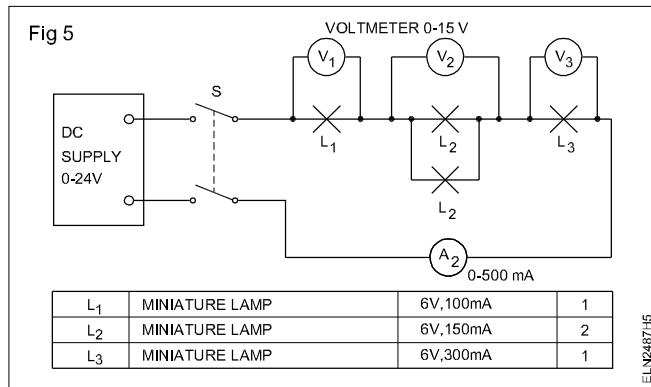 Fig 5
VOLTMETER 0-15 V
V1
V2
V3
S
DC
SUPPLY
0-24V
L1
L2
L3
L2
A2
0-500 mA
L1 MINIATURE LAMP 6V,100mA 1
L2 MINIATURE LAMP 6V,150mA 2
L3 MINIATURE LAMP 6V,300mA 1
ELN2487H5